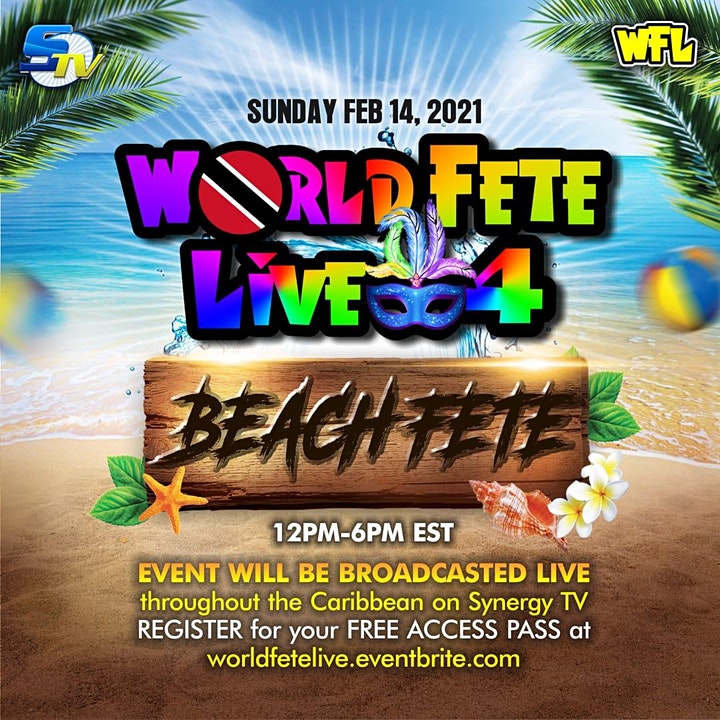 STV
WFL
SUNDAY FEB 14, 2021
WORLD FETE
LIVE 4
BEACH FETE
12PM-6PM EST
EVENT WILL BE BROADCASTED LIVE
throughout the Caribbean on Synergy TV
REGISTER for your FREE ACCESS PASS at
worldfetelive.eventbrite.com